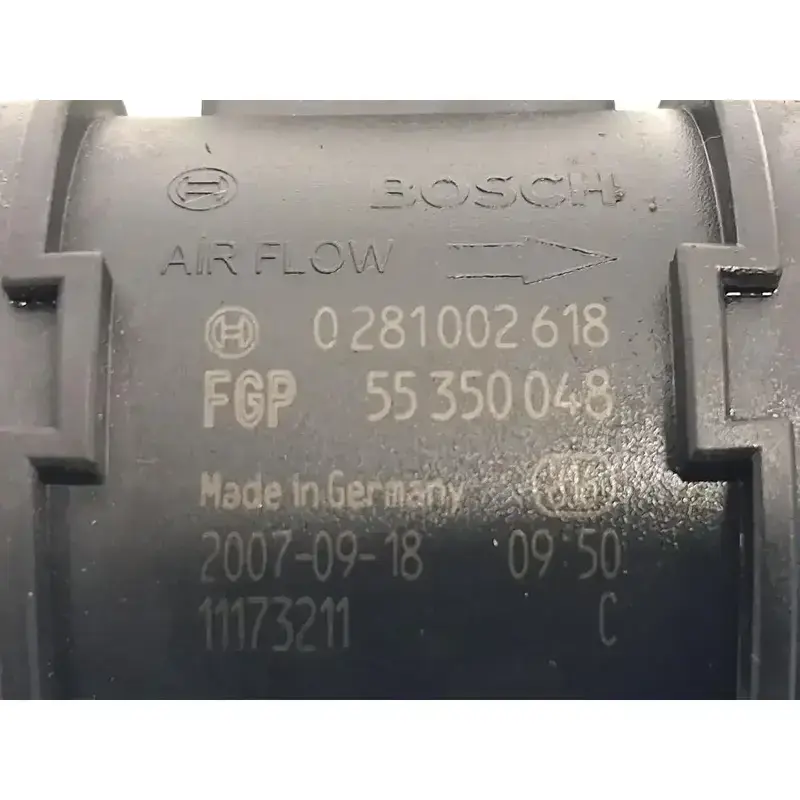 BOSCH
AIR FLOW
0 281 002 618
FGP 55 350 048
Made in Germany
2007-09-18 09:50
11173211 C